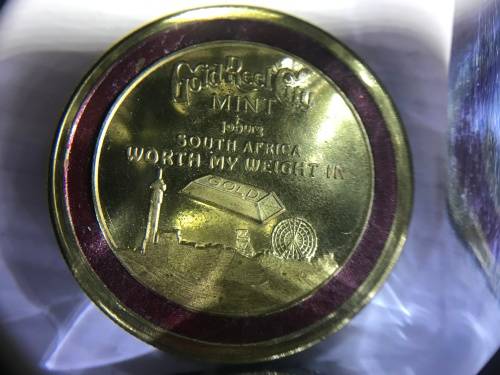 Gold Reef City
MINT
Joburg
SOUTH AFRICA
WORTH MY WEIGHT IN
GOLD